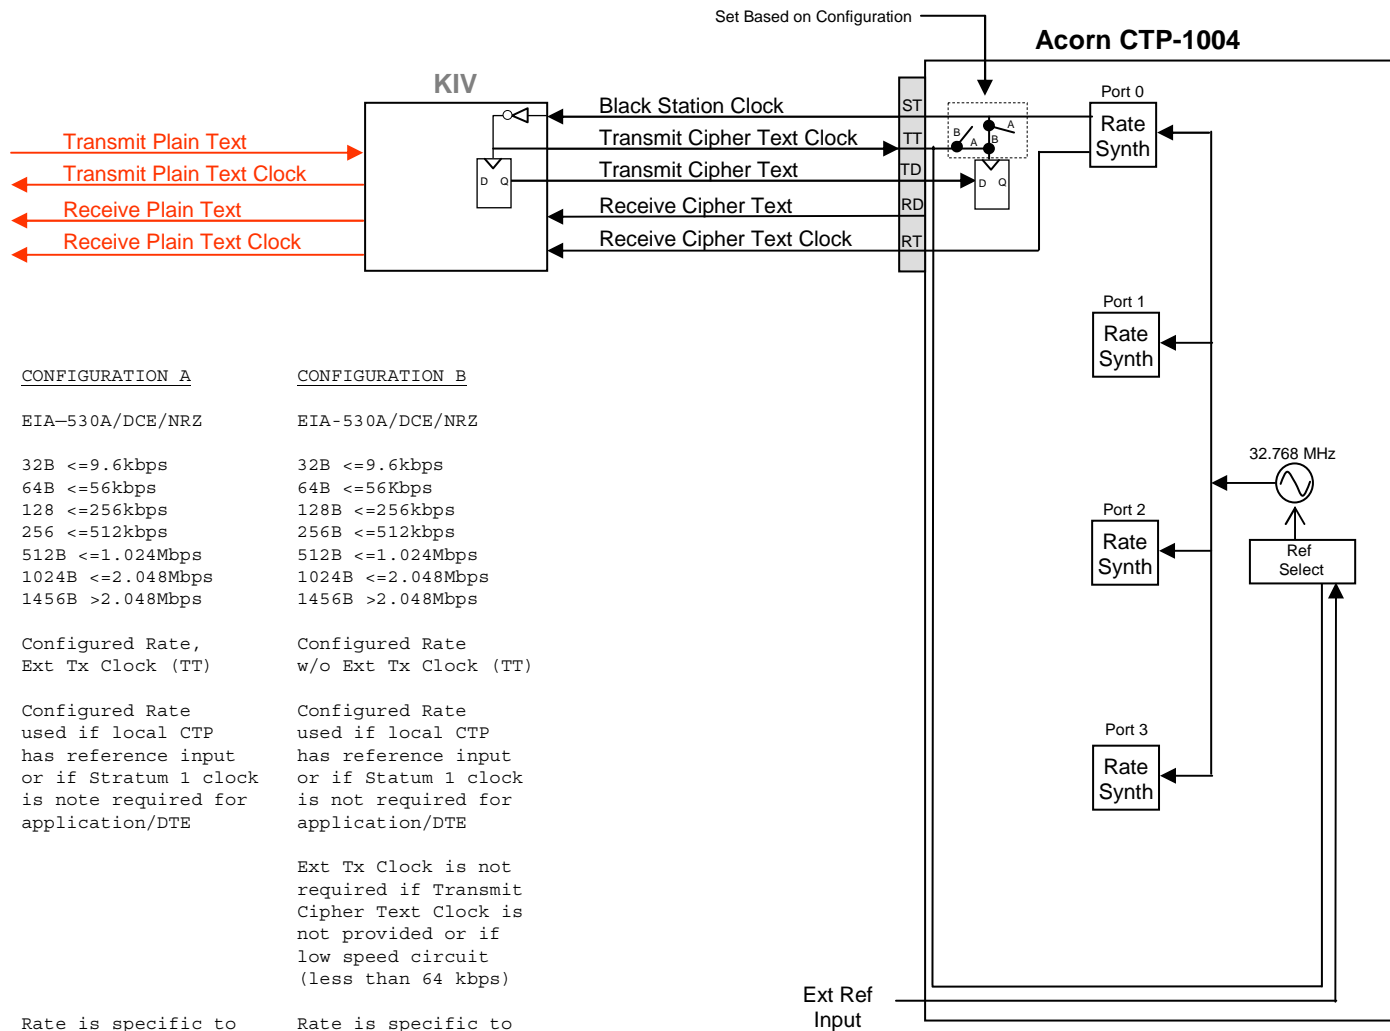 Set Based on Configuration
Acorn CTP-1004
KIV
Black Station Clock
ST
Port 0
Rate
Synth
Transmit Plain Text
Transmit Cipher Text Clock
TT
B
A
A
B
Transmit Plain Text Clock
Transmit Cipher Text
TD
D Q
D Q
Receive Plain Text
Receive Cipher Text
RD
Receive Plain Text Clock
Receive Cipher Text Clock
RT
Port 1
Rate
Synth
32.768 MHz
Port 2
Rate
Synth
Ref
Select
Port 3
Rate
Synth
Ext Ref
Input
CONFIGURATION A
EIA—530A/DCE/NRZ
32B <=9.6kbps
64B <=56kbps
128 <=256kbps
256 <=512kbps
512B <=1.024Mbps
1024B <=2.048Mbps
1456B >2.048Mbps
Configured Rate,
Ext Tx Clock (TT)
Configured Rate
used if local CTP
has reference input
or if Stratum 1 clock
is note required for
application/DTE
Rate is specific to
CONFIGURATION B
EIA-530A/DCE/NRZ
32B <=9.6kbps
64B <=56Kbps
128B <=256kbps
256B <=512kbps
512B <=1.024Mbps
1024B <=2.048Mbps
1456B >2.048Mbps
Configured Rate
w/o Ext Tx Clock (TT)
Configured Rate
used if local CTP
has reference input
or if Statum 1 clock
is not required for
application/DTE
Ext Tx Clock is not
required if Transmit
Cipher Text Clock is
not provided or if
low speed circuit
(less than 64 kbps)
Rate is specific to